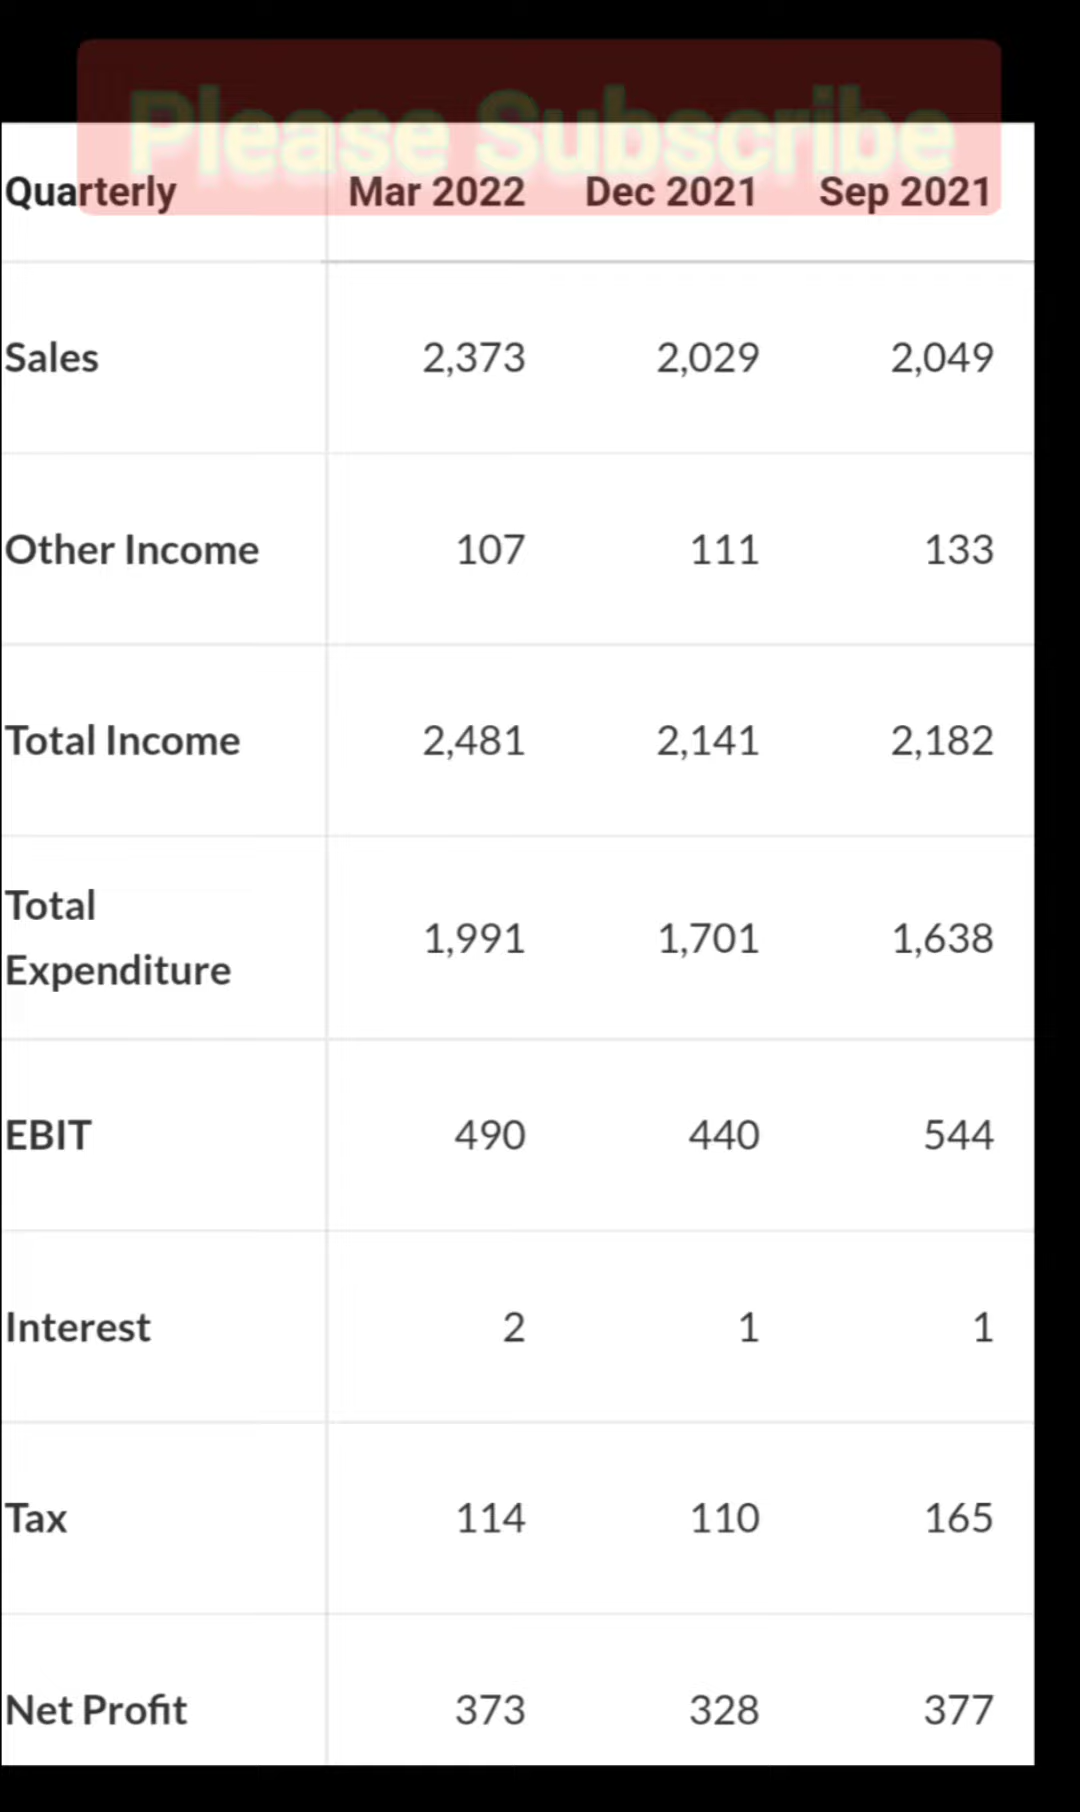 Please Subscribe
Quarterly Mar 2022 Dec 2021 Sep 2021
Sales 2,373 2,029 2,049
Other Income 107 111 133
Total Income 2,481 2,141 2,182
Total
Expenditure 1,991 1,701 1,638
EBIT 490 440 544
Interest 2 1 1
Tax 114 110 165
Net Profit 373 328 377